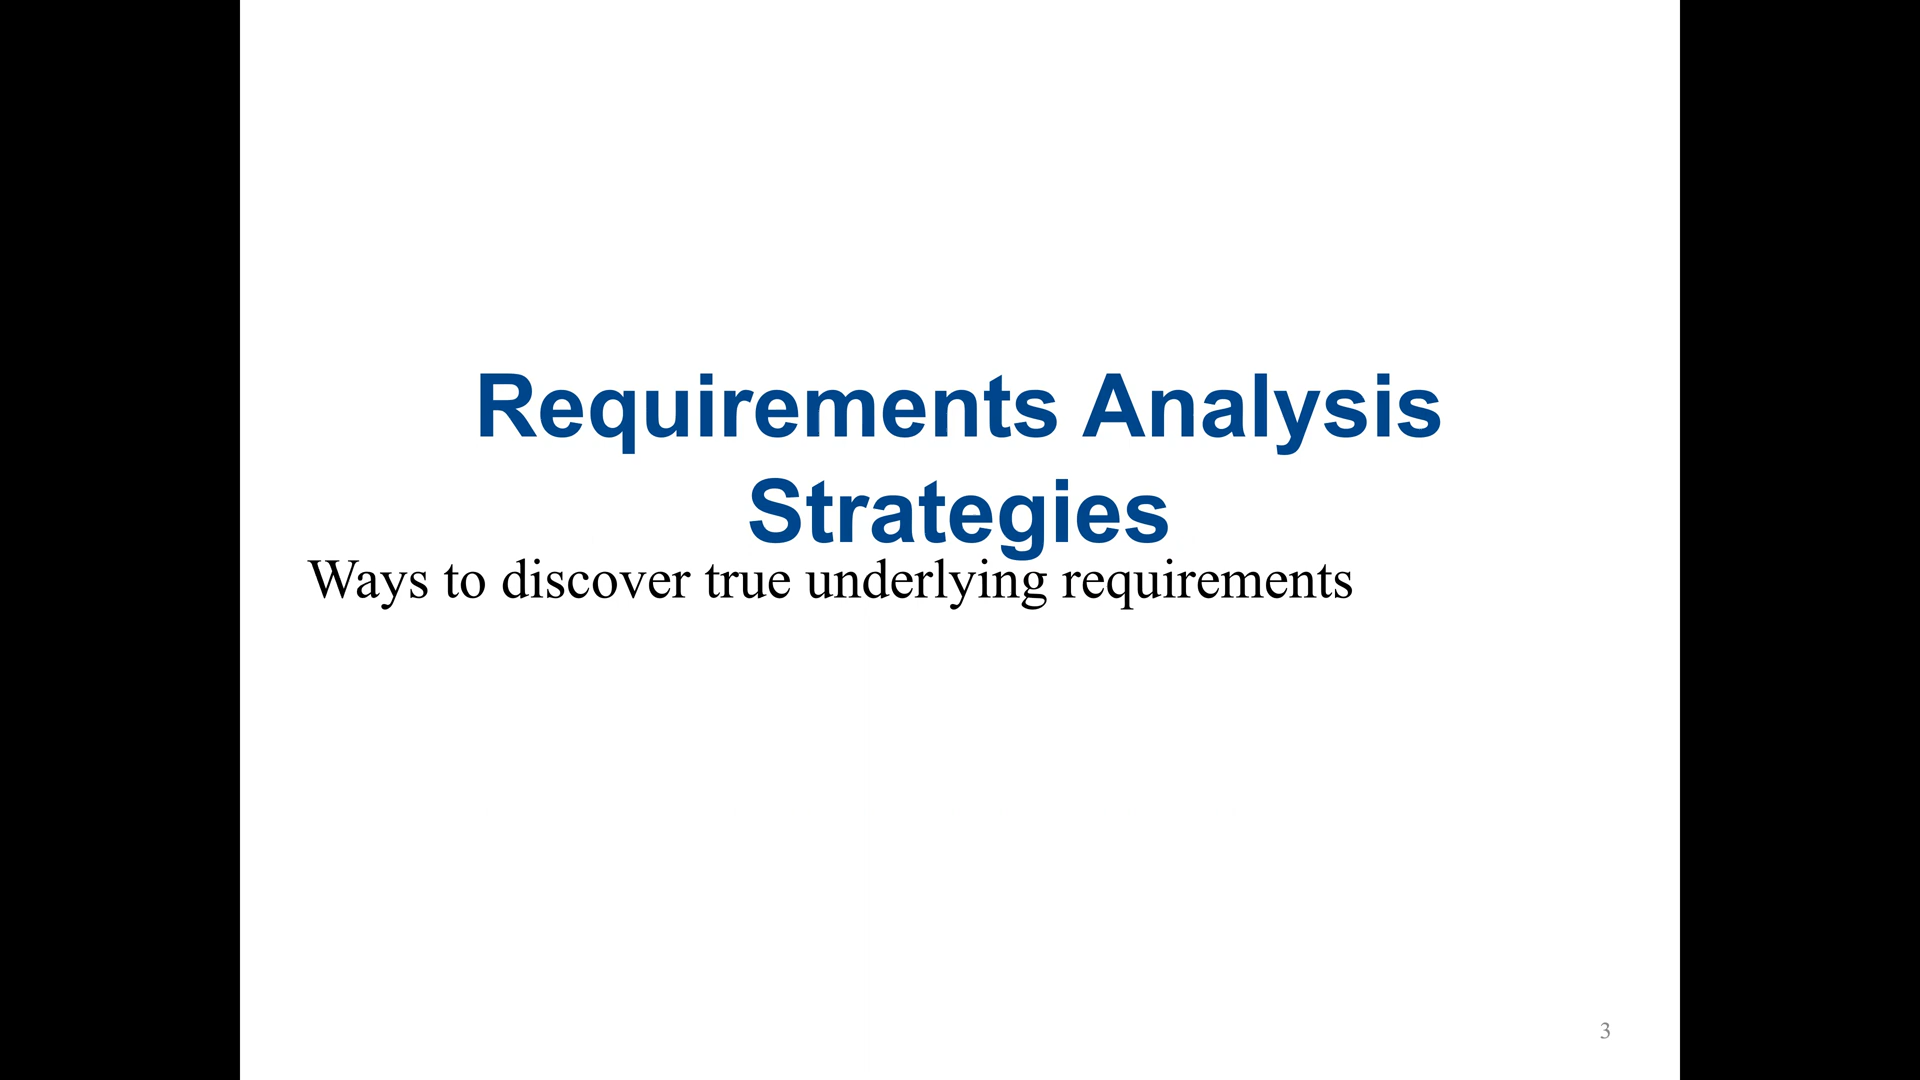 Requirements Analysis
Strategies
Ways to discover true underlying requirements
3